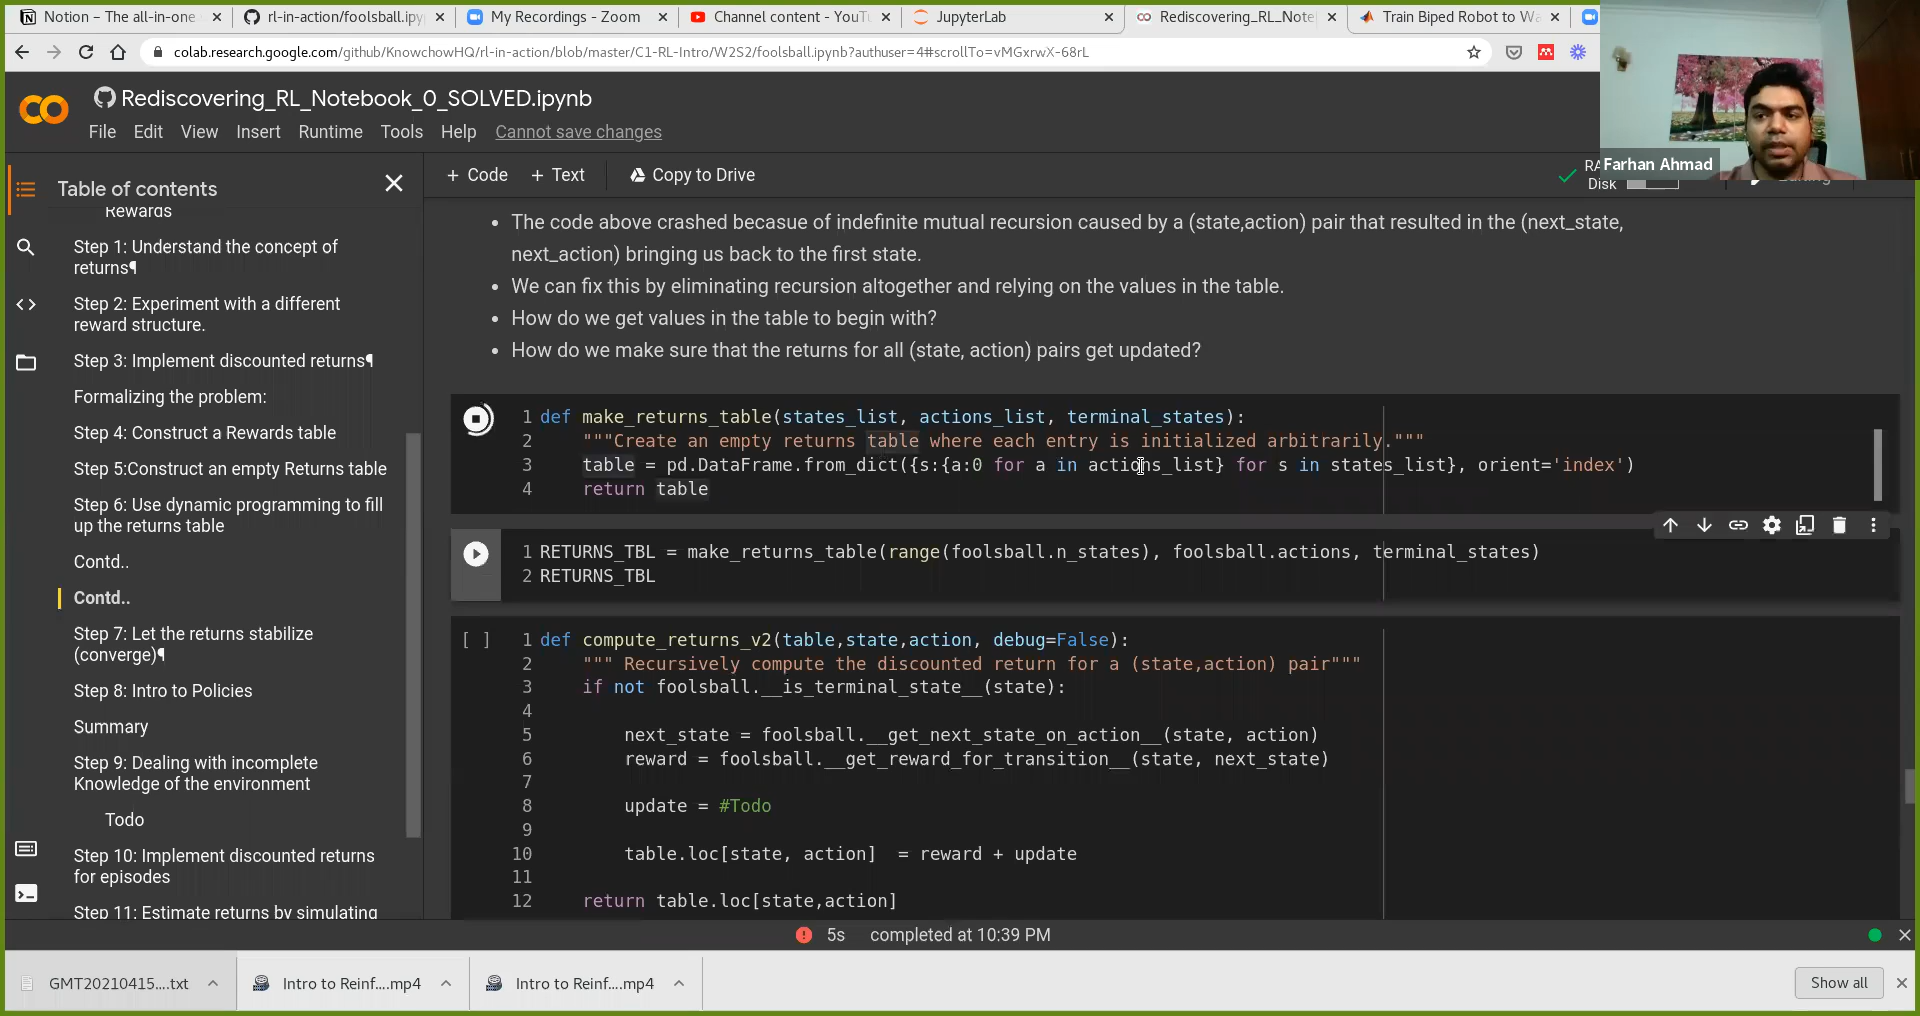 Notion – The all-in-one
rl-in-action/foolsball.ipy
My Recordings - Zoom
Channel content - YouTu
JupyterLab
Rediscovering_RL_Note
Train Biped Robot to Wa
colab.research.google.com/github/KnowchowHQ/rl-in-action/blob/master/C1-RL-Intro/W2S2/foolsball.ipynb?authuser=4#scrollTo=vMGxrwX-68rL
Rediscovering_RL_Notebook_0_SOLVED.ipynb
File Edit View Insert Runtime Tools Help Cannot save changes
Farhan Ahmad
Table of contents
+ Code + Text Copy to Drive
RA
Disk
Editing
Rewards
Step 1: Understand the concept of
returns¶
Step 2: Experiment with a different
reward structure.
Step 3: Implement discounted returns¶
Formalizing the problem:
Step 4: Construct a Rewards table
Step 5:Construct an empty Returns table
Step 6: Use dynamic programming to fill
up the returns table
Contd..
Contd..
Step 7: Let the returns stabilize
(converge)¶
Step 8: Intro to Policies
Summary
Step 9: Dealing with incomplete
Knowledge of the environment
Todo
Step 10: Implement discounted returns
for episodes
Step 11: Estimate returns by simulating
• The code above crashed becasue of indefinite mutual recursion caused by a (state,action) pair that resulted in the (next_state,
next_action) bringing us back to the first state.
• We can fix this by eliminating recursion altogether and relying on the values in the table.
• How do we get values in the table to begin with?
• How do we make sure that the returns for all (state, action) pairs get updated?
1 def make_returns_table(states_list, actions_list, terminal_states):
2 """Create an empty returns table where each entry is initialized arbitrarily."""
3 table = pd.DataFrame.from_dict({s:{a:0 for a in actions_list} for s in states_list}, orient='index')
4 return table
1 RETURNS_TBL = make_returns_table(range(foolsball.n_states), foolsball.actions, terminal_states)
2 RETURNS_TBL
[ ] 1 def compute_returns_v2(table,state,action, debug=False):
2 """ Recursively compute the discounted return for a (state,action) pair"""
3 if not foolsball.__is_terminal_state__(state):
4
5 next_state = foolsball.__get_next_state_on_action__(state, action)
6 reward = foolsball.__get_reward_for_transition__(state, next_state)
7
8 update = #Todo
9
10 table.loc[state, action] = reward + update
11
12 return table.loc[state,action]
5s completed at 10:39 PM
GMT20210415....txt
Intro to Reinf....mp4
Intro to Reinf....mp4
Show all